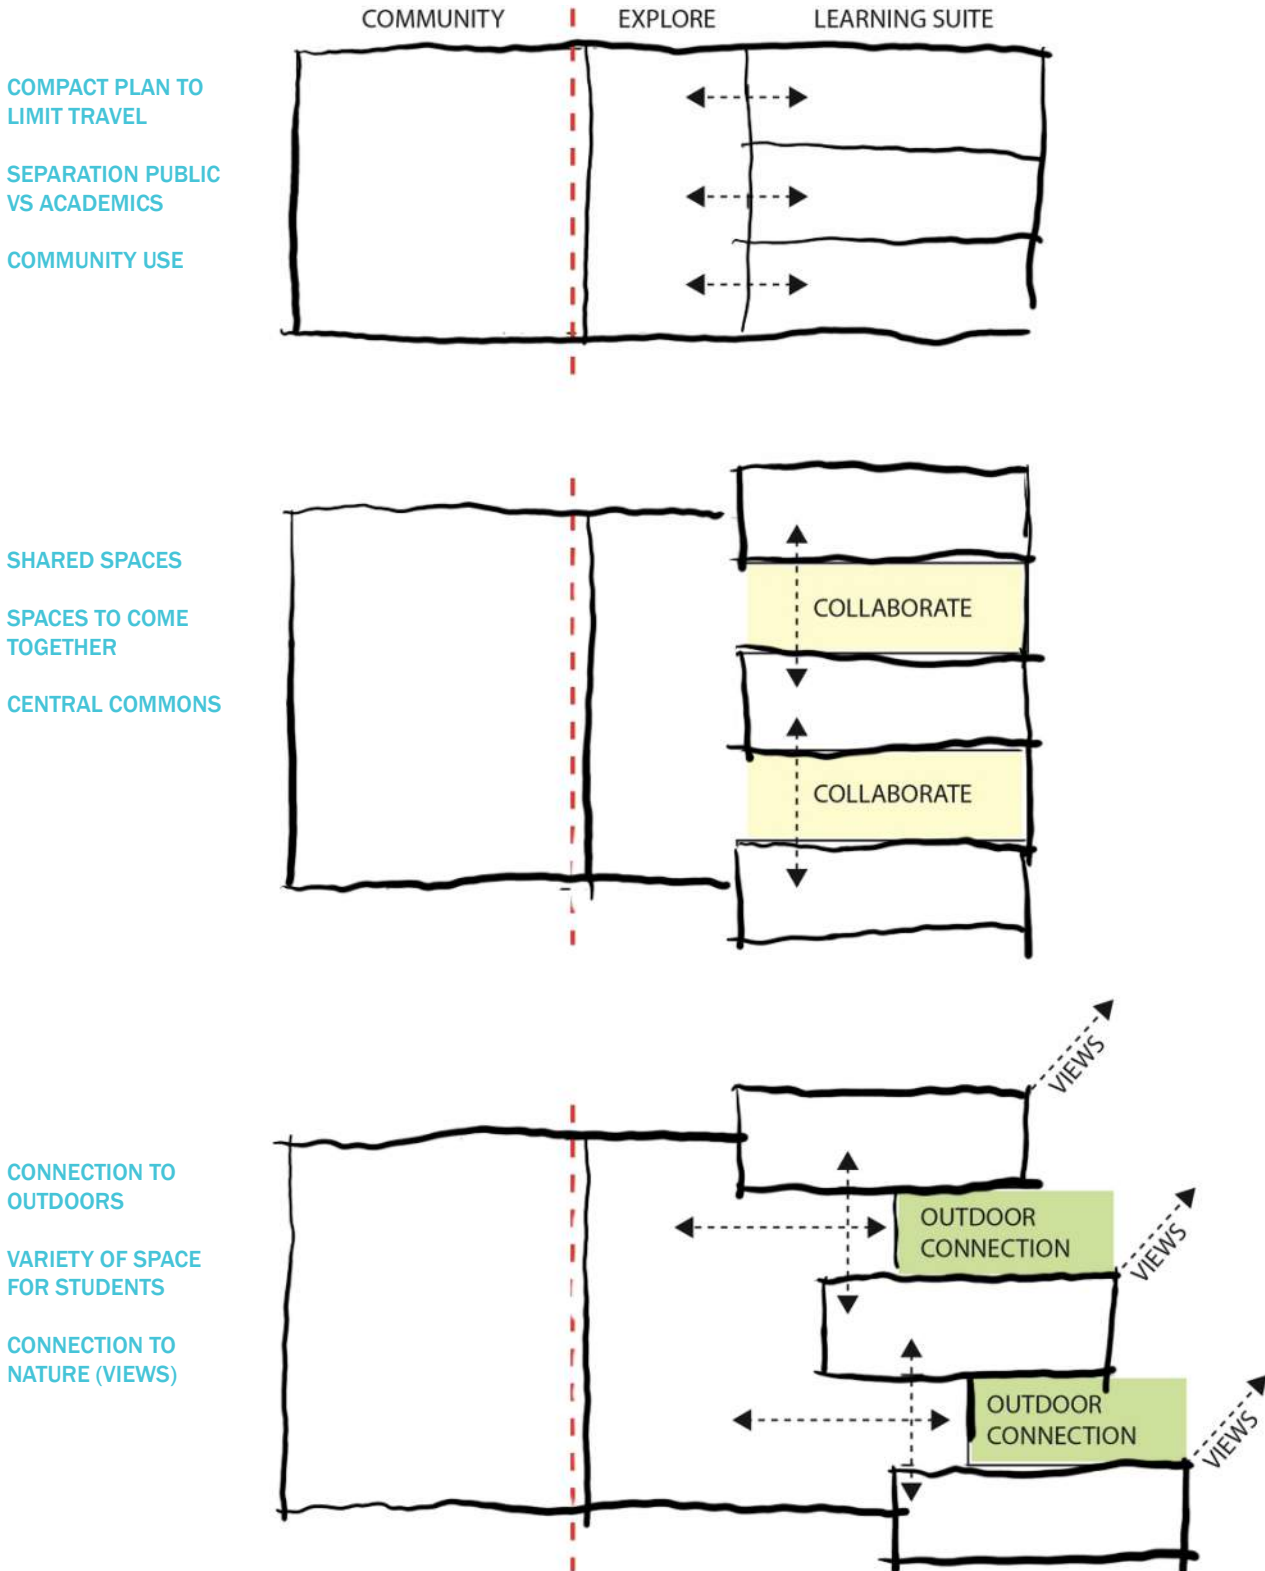 COMMUNITY
EXPLORE
LEARNING SUITE
COMPACT PLAN TO
LIMIT TRAVEL
SEPARATION PUBLIC
VS ACADEMICS
COMMUNITY USE
SHARED SPACES
SPACES TO COME
TOGETHER
CENTRAL COMMONS
COLLABORATE
COLLABORATE
CONNECTION TO
OUTDOORS
VARIETY OF SPACE
FOR STUDENTS
CONNECTION TO
NATURE (VIEWS)
VIEWS
OUTDOOR
CONNECTION
VIEWS
OUTDOOR
CONNECTION
VIEWS